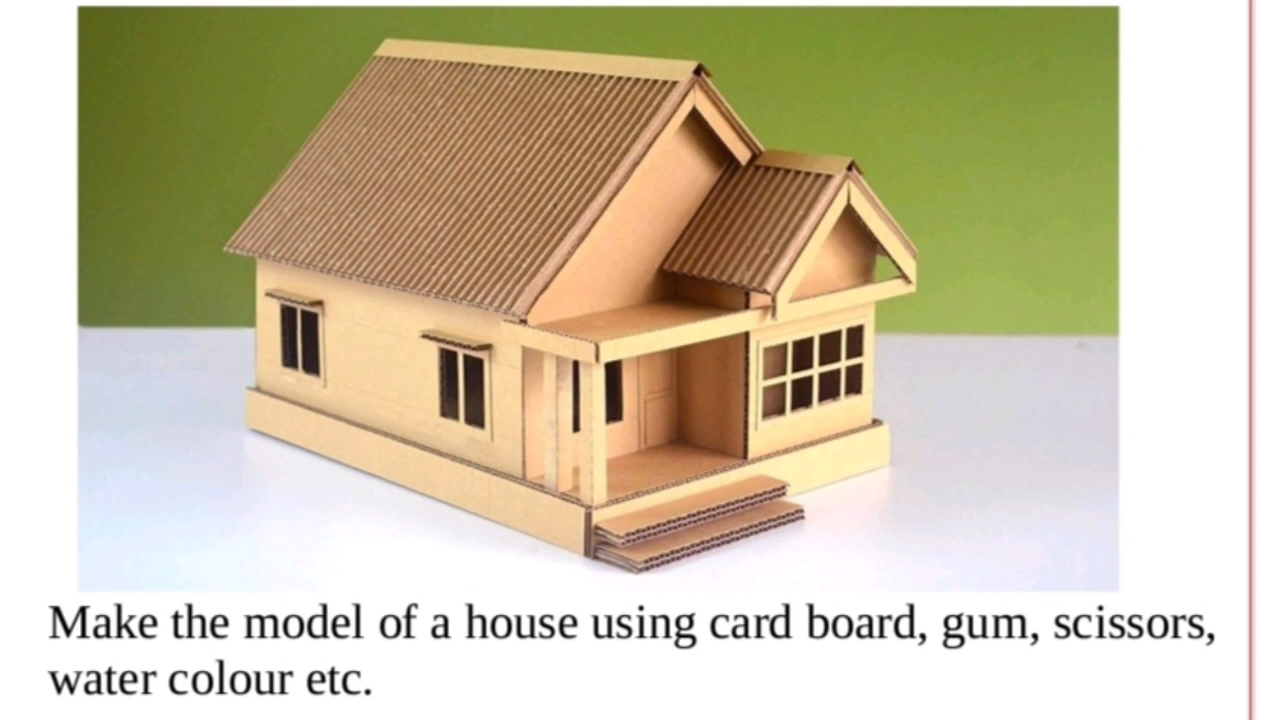 Make the model of a house using card board, gum, scissors,
water colour etc.